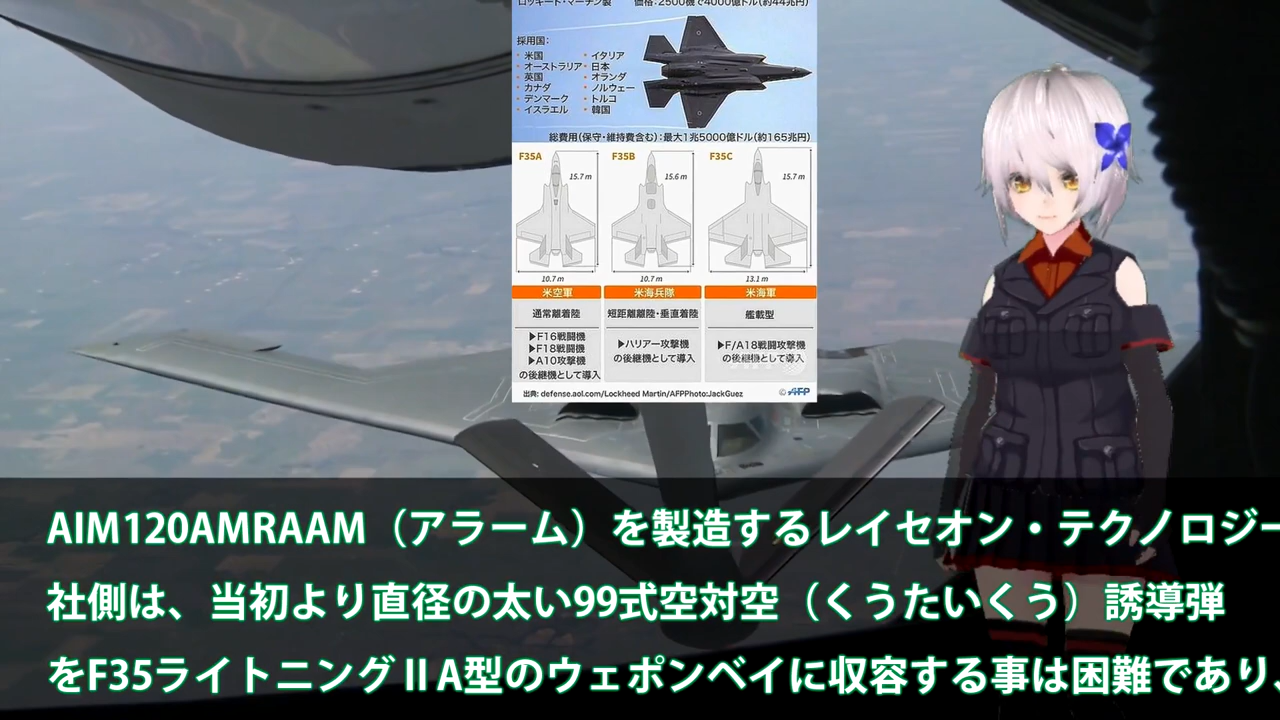 ロッキード・マーチン製 価格：2500機で4000億ドル(約44兆円)
採用国：
・米国 ・イタリア
・オーストラリア ・日本
・英国 ・オランダ
・カナダ ・ノルウェー
・デンマーク ・トルコ
・イスラエル ・韓国
総費用(保守・維持費含む)：最大1兆5000億ドル(約165兆円)
F35A F35B F35C
15.7 m 15.6 m 15.7 m
10.7 m 10.7 m 13.1 m
米空軍 米海兵隊 米海軍
通常離着陸 短距離離陸・垂直着陸 艦載型
▶F16戦闘機
▶F18戦闘機
▶A10攻撃機
の後継機として導入
▶ハリアー攻撃機
の後継機として導入
▶F/A18戦闘攻撃機
の後継機として導入
出典: defense.aol.com/Lockheed Martin/AFPPhoto:JackGuez © AFP
AIM120AMRAAM（アラーム）を製造するレイセオン・テクノロジー
社側は、当初より直径の太い99式空対空（くうたいくう）誘導弾
をF35ライトニングⅡA型のウェポンベイに収容する事は困難であり、